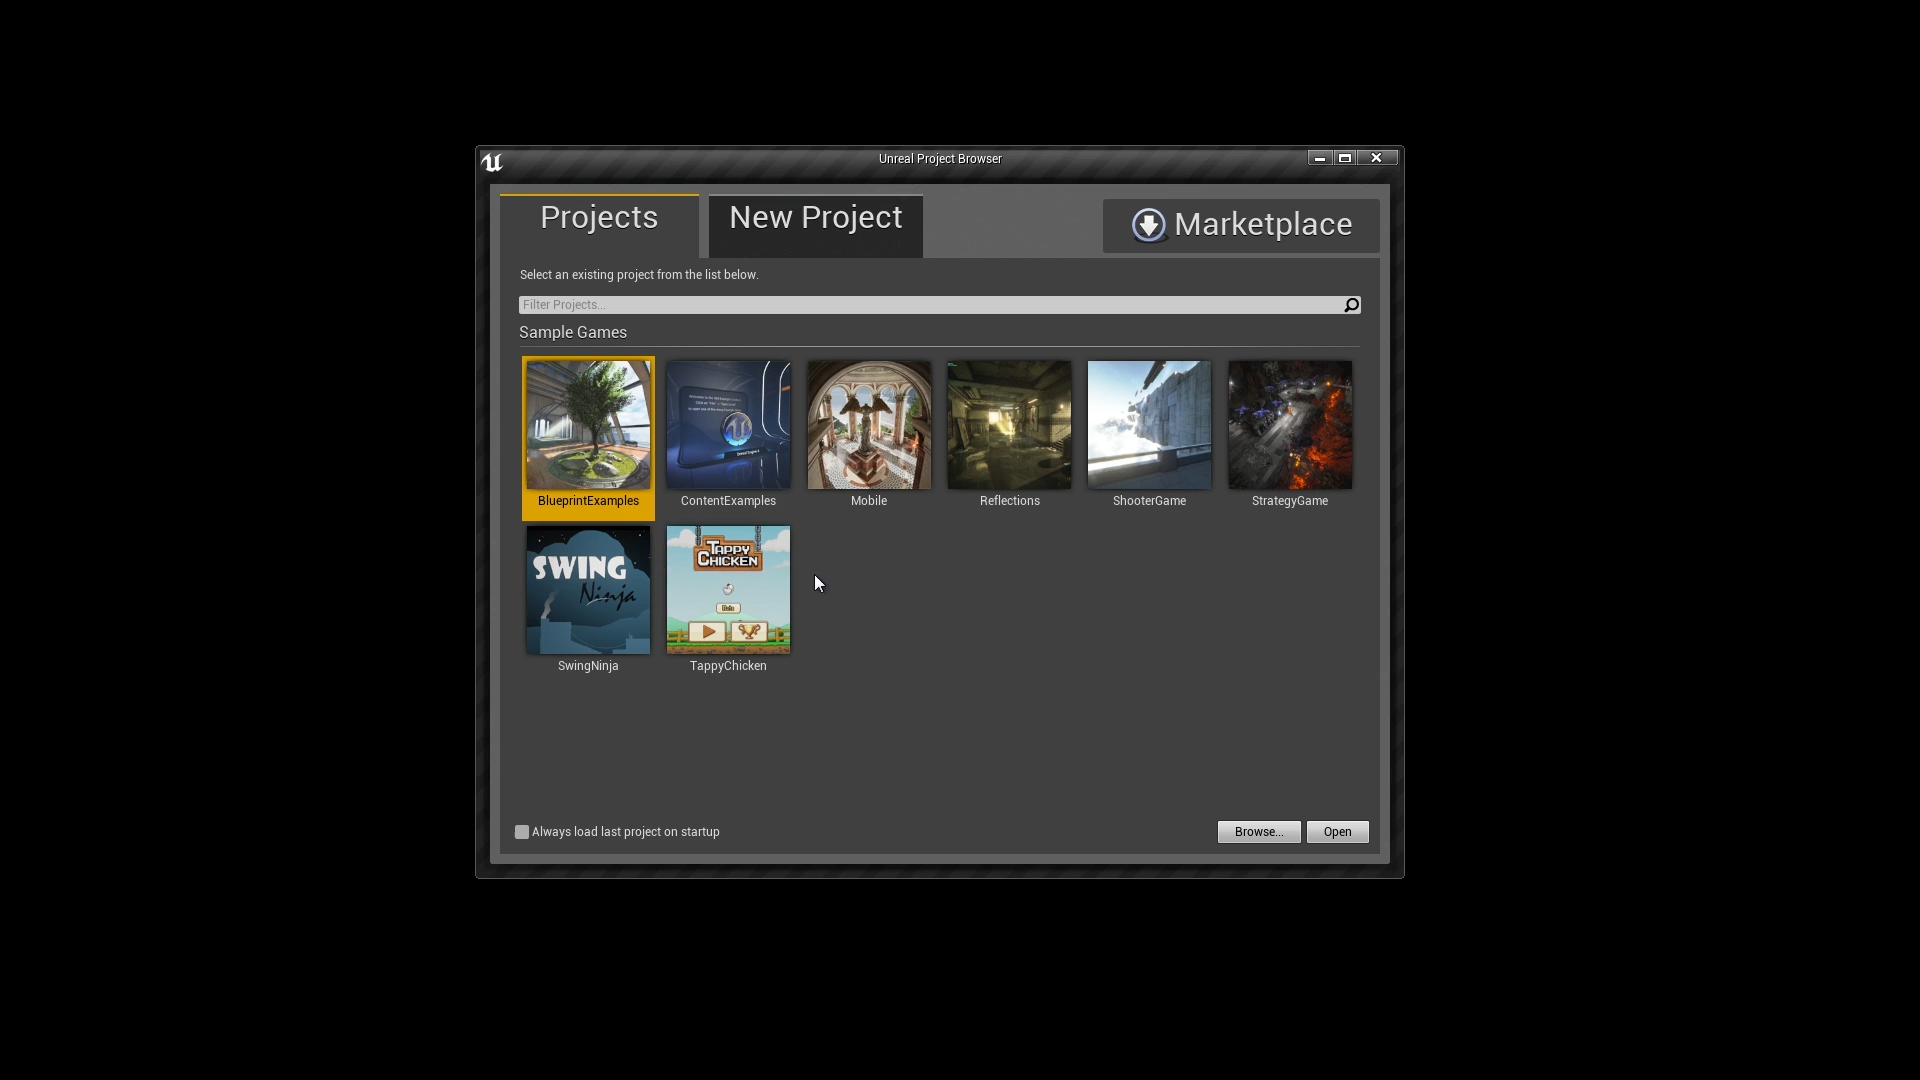 Unreal Project Browser
Projects
New Project
Marketplace
Select an existing project from the list below.
Filter Projects...
Sample Games
BlueprintExamples
ContentExamples
Mobile
Reflections
ShooterGame
StrategyGame
SWING
Ninja
TAPPY
CHICKEN
SwingNinja
TappyChicken
Always load last project on startup
Browse...
Open